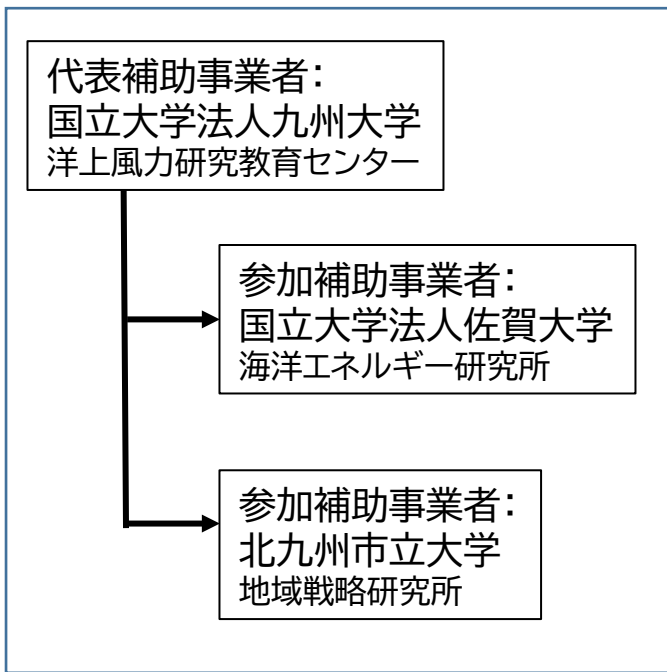 代表補助事業者：
国立大学法人九州大学
洋上風力研究教育センター
参加補助事業者：
国立大学法人佐賀大学
海洋エネルギー研究所
参加補助事業者：
北九州市立大学
地域戦略研究所